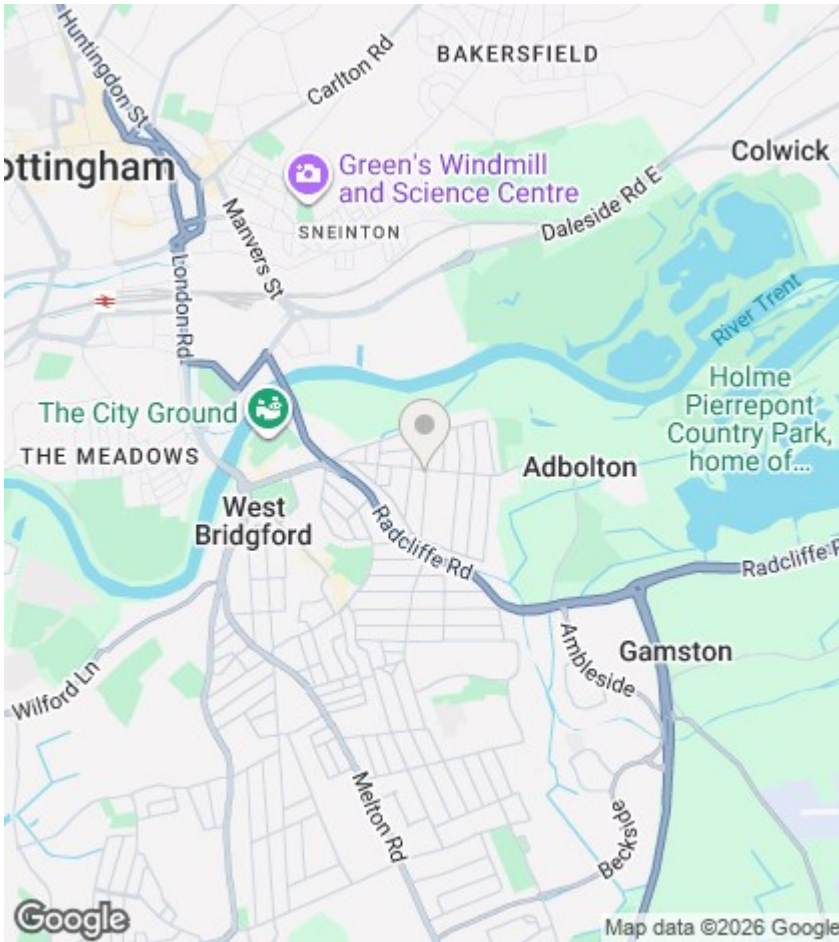 Huntingdon St
Carlton Rd
BAKERSFIELD
Colwick
ottingham
Green's Windmill
and Science Centre
SNEINTON
Manvers St
Daleside Rd E
London Rd
River Trent
The City Ground
Holme
Pierrepont
Country Park,
home of...
THE MEADOWS
Adbolton
West
Bridgford
Radcliffe Rd
Radcliffe R
Gamston
Ambleside
Wilford Ln
Melton Rd
Beckside
Google
Map data ©2026 Google